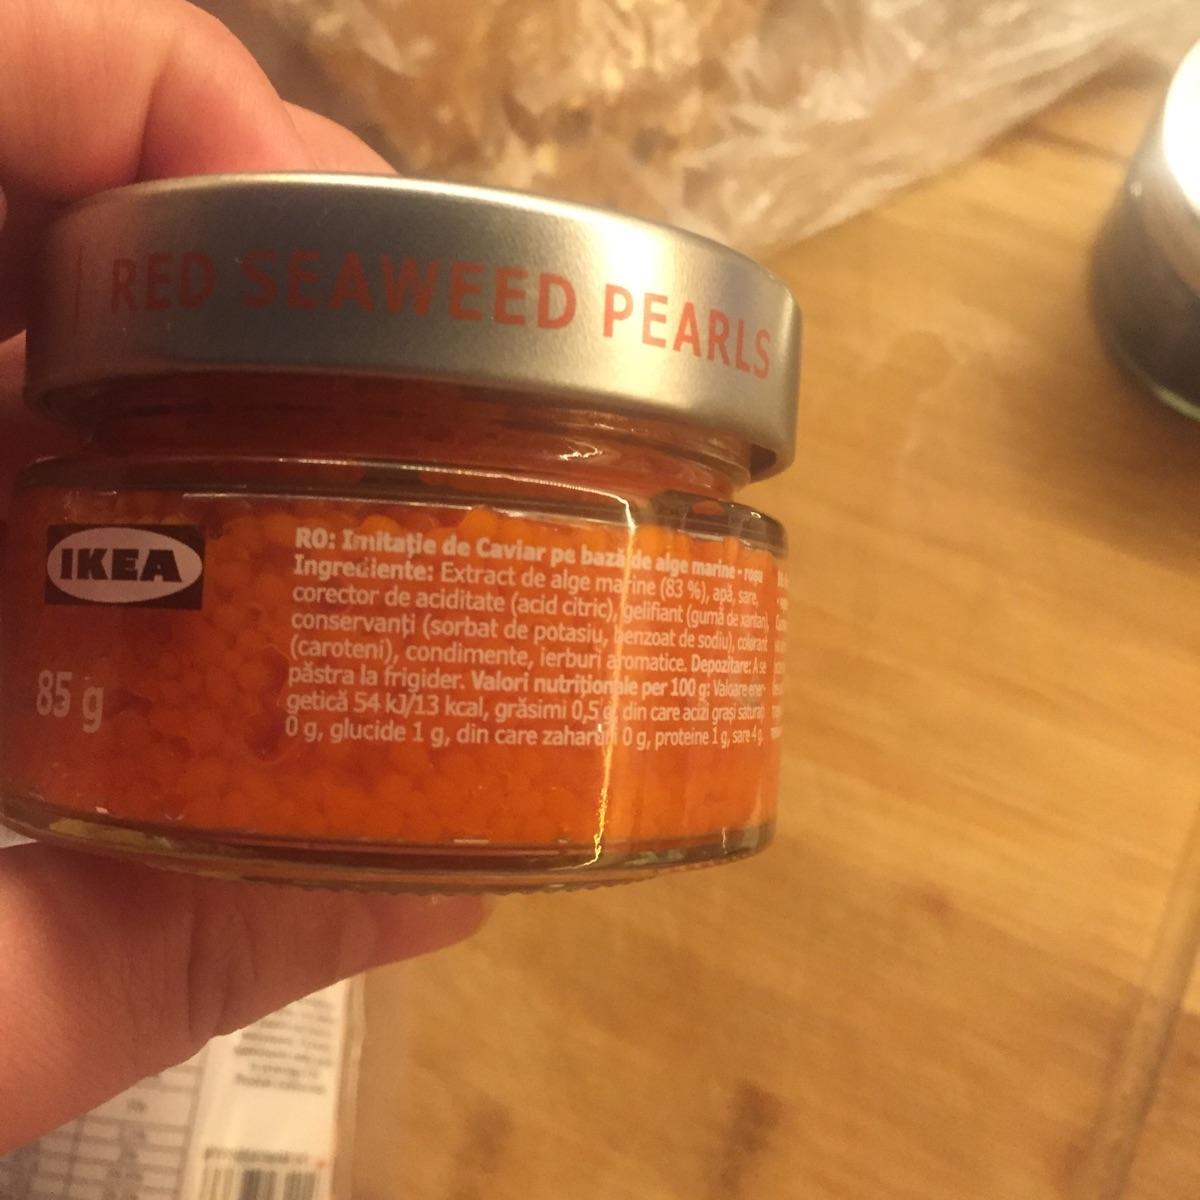 RED SEAWEED PEARLS
IKEA
85 g
RO: Imitație de Caviar pe bază de alge marine - roșu
Ingrediente: Extract de alge marine (83 %), apă, sare,
corector de aciditate (acid citric), gelifiant (gumă de xantan),
conservanți (sorbat de potasiu, benzoat de sodiu), colorant
(caroteni), condimente, ierburi aromatice. Depozitare: A se
păstra la frigider. Valori nutriționale per 100 g: Valoare ener-
getică 54 kJ/13 kcal, grăsimi 0,5 g, din care acizi grași saturați
0 g, glucide 1 g, din care zaharuri 0 g, proteine 1 g, sare 4 g.